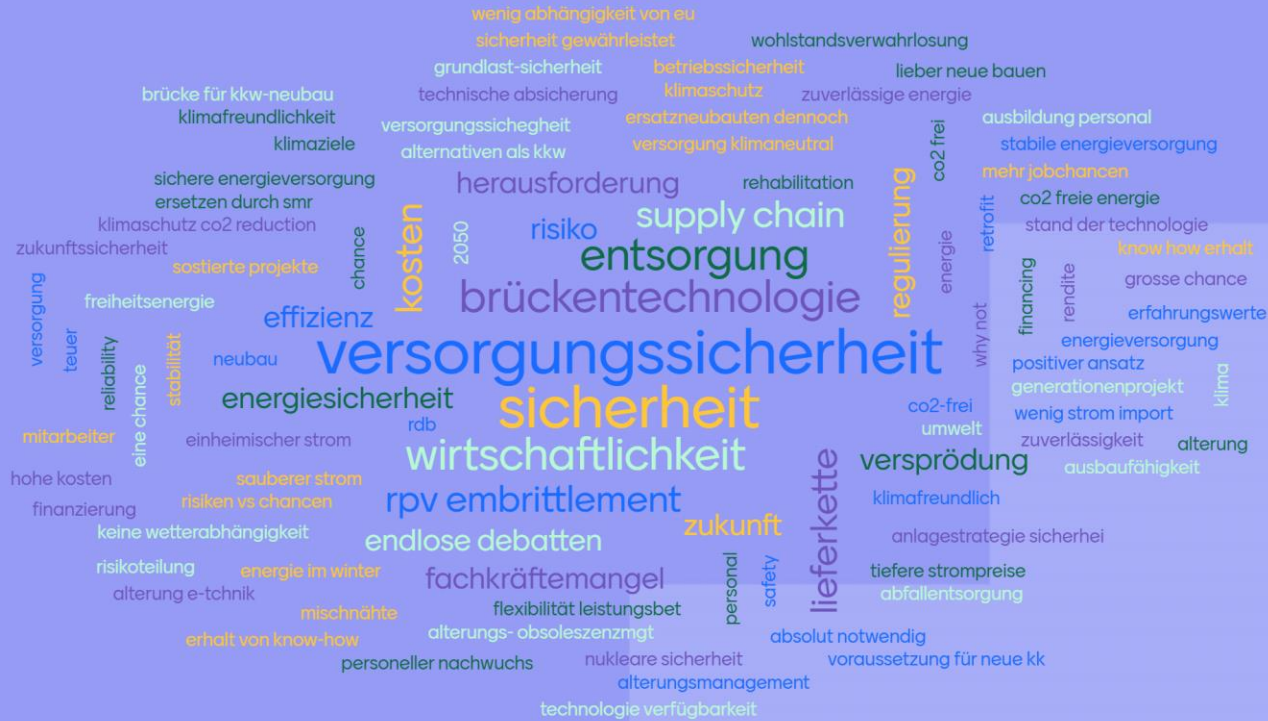 wenig abhängigkeit von eu
sicherheit gewährleistet
wohlstandsverwahrlosung
grundlast-sicherheit
betriebssicherheit
lieber neue bauen
brücke für kkw-neubau
technische absicherung
klimaschutz
zuverlässige energie
klimafreundlichkeit
versorgungssichegheit
ersatzneubauten dennoch
ausbildung personal
klimaziele
alternativen als kkw
versorgung klimaneutral
co2 frei
stabile energieversorgung
sichere energieversorgung
herausforderung
rehabilitation
mehr jobchancen
ersetzen durch smr
co2 freie energie
klimaschutz co2 reduction
kosten
2050
risiko
supply chain
regulierung
retrofit
stand der technologie
zukunftssicherheit
chance
entsorgung
energie
know how erhalt
sostierte projekte
grosse chance
freiheitsenergie
brückentechnologie
financing
rendite
versorgung
effizienz
erfahrungswerte
teuer
reliability
stabilität
neubau
versorgungssicherheit
why not
energieversorgung
positiver ansatz
eine chance
energiesicherheit
sicherheit
generationenprojekt
klima
co2-frei
rdb
wenig strom import
umwelt
mitarbeiter
einheimischer strom
wirtschaftlichkeit
zuverlässigkeit
alterung
versprödung
ausbaufähigkeit
hohe kosten
sauberer strom
rpv embrittlement
lieferkette
klimafreundlich
finanzierung
risiken vs chancen
zukunft
keine wetterabhängigkeit
endlose debatten
anlagestrategie sicherhei
risikoteilung
energie im winter
fachkräftemangel
personal
safety
tiefere strompreise
alterung e-tchnik
abfallentsorgung
mischnähte
flexibilität leistungsbet
erhalt von know-how
alterungs- obsoleszenzmgt
absolut notwendig
personeller nachwuchs
nukleare sicherheit
voraussetzung für neue kk
alterungsmanagement
technologie verfügbarkeit